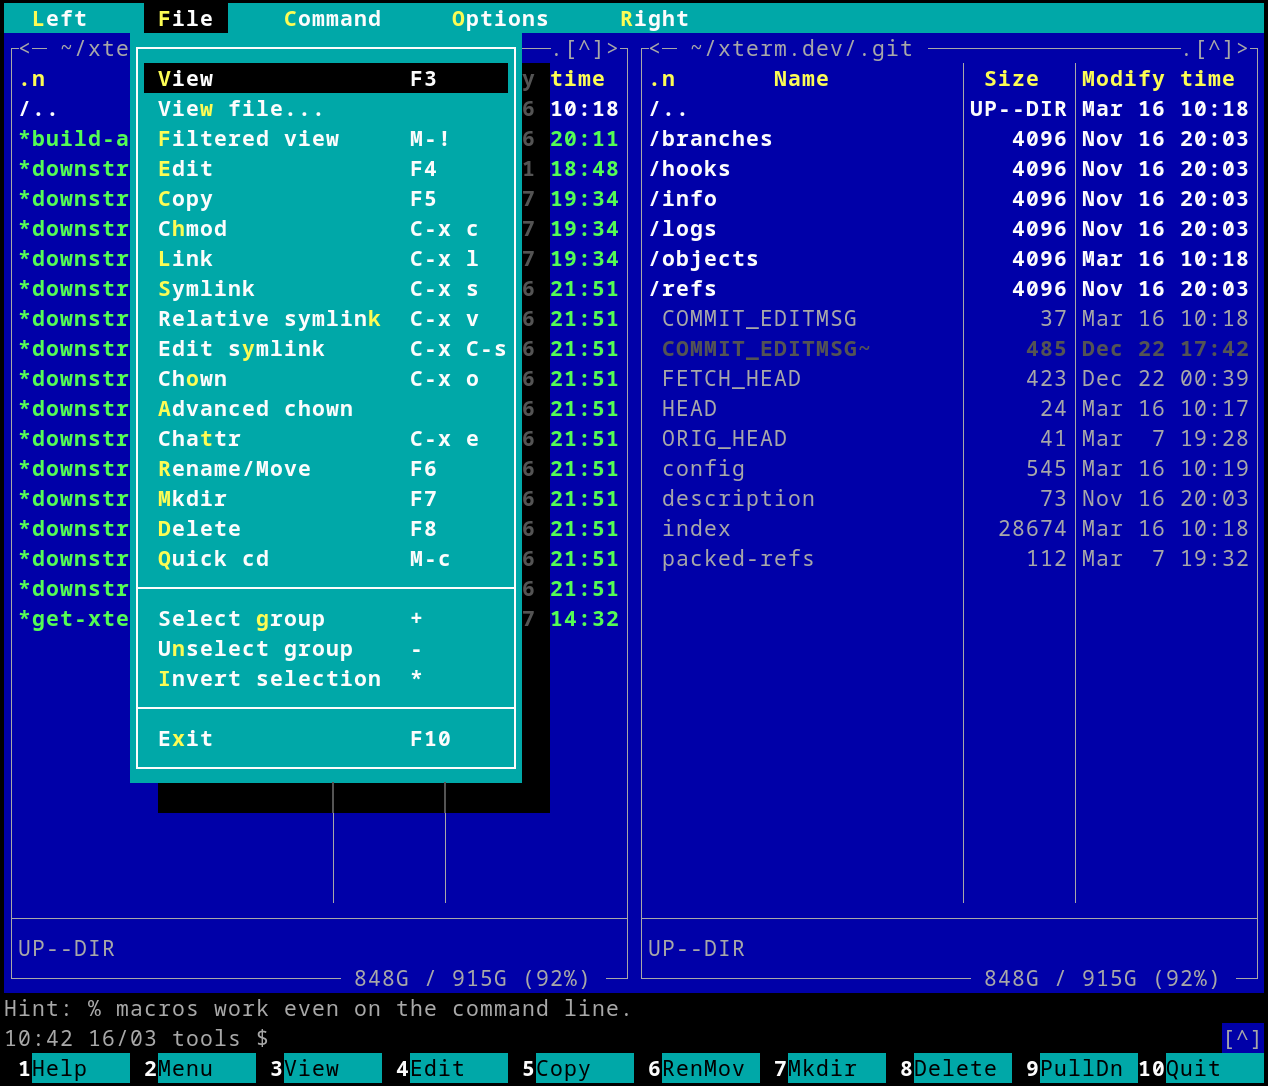 Left File Command Options Right
<─ ~/xte .[^]> <─ ~/xterm.dev/.git .[^]>
.n View F3 y time .n Name Size Modify time
/.. View file... 6 10:18 /.. UP--DIR Mar 16 10:18
*build-a Filtered view M-! 6 20:11 /branches 4096 Nov 16 20:03
*downstr Edit F4 1 18:48 /hooks 4096 Nov 16 20:03
*downstr Copy F5 7 19:34 /info 4096 Nov 16 20:03
*downstr Chmod C-x c 7 19:34 /logs 4096 Nov 16 20:03
*downstr Link C-x l 7 19:34 /objects 4096 Mar 16 10:18
*downstr Symlink C-x s 6 21:51 /refs 4096 Nov 16 20:03
*downstr Relative symlink C-x v 6 21:51 COMMIT_EDITMSG 37 Mar 16 10:18
*downstr Edit symlink C-x C-s 6 21:51 COMMIT_EDITMSG~ 485 Dec 22 17:42
*downstr Chown C-x o 6 21:51 FETCH_HEAD 423 Dec 22 00:39
*downstr Advanced chown 6 21:51 HEAD 24 Mar 16 10:17
*downstr Chattr C-x e 6 21:51 ORIG_HEAD 41 Mar 7 19:28
*downstr Rename/Move F6 6 21:51 config 545 Mar 16 10:19
*downstr Mkdir F7 6 21:51 description 73 Nov 16 20:03
*downstr Delete F8 6 21:51 index 28674 Mar 16 10:18
*downstr Quick cd M-c 6 21:51 packed-refs 112 Mar 7 19:32
*downstr 6 21:51
*get-xte Select group + 7 14:32
Unselect group -
Invert selection *
Exit F10
UP--DIR UP--DIR
848G / 915G (92%) 848G / 915G (92%)
Hint: % macros work even on the command line.
10:42 16/03 tools $ [^]
1Help 2Menu 3View 4Edit 5Copy 6RenMov 7Mkdir 8Delete 9PullDn 10Quit